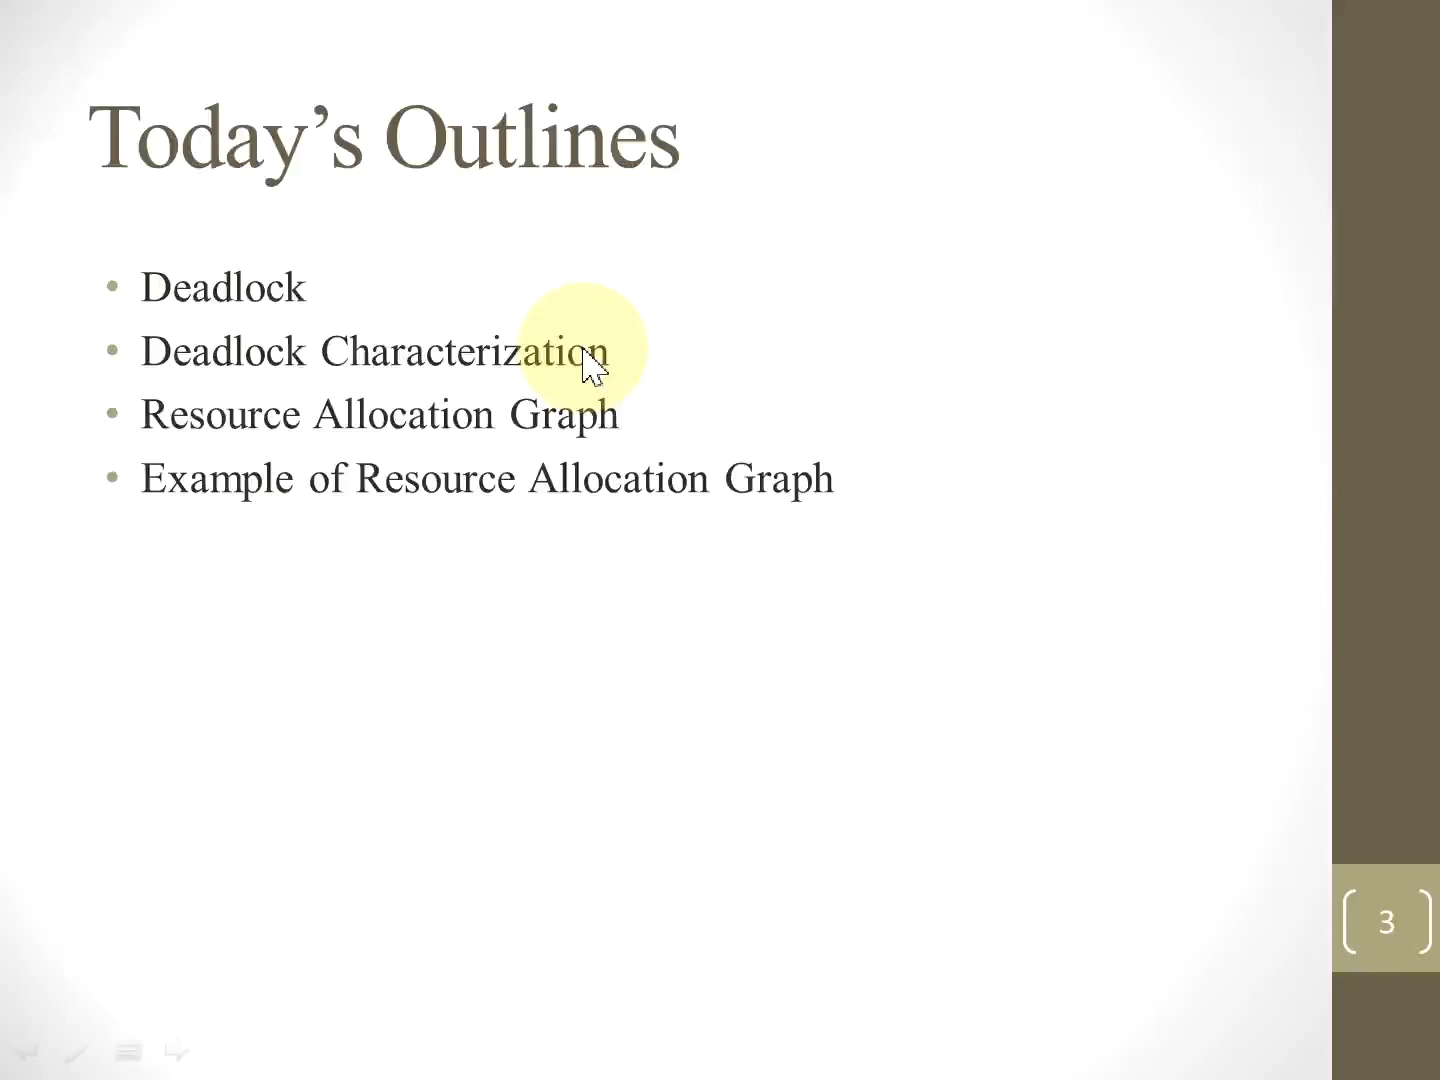 Today’s Outlines
• Deadlock
• Deadlock Characterization
• Resource Allocation Graph
• Example of Resource Allocation Graph
3